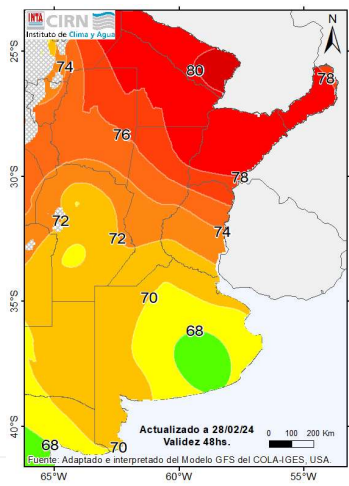 INTA CIRN
Instituto de Clima y Agua
N
25°S
74
80
78
76
30°S
78
72
72
74
35°S
70
68
68
40°S
70
Actualizado a 28/02/24
Validez 48hs.
0 100 200 Km
Fuente: Adaptado e interpretado del Modelo GFS del COLA-IGES, USA.
65°W
60°W
55°W